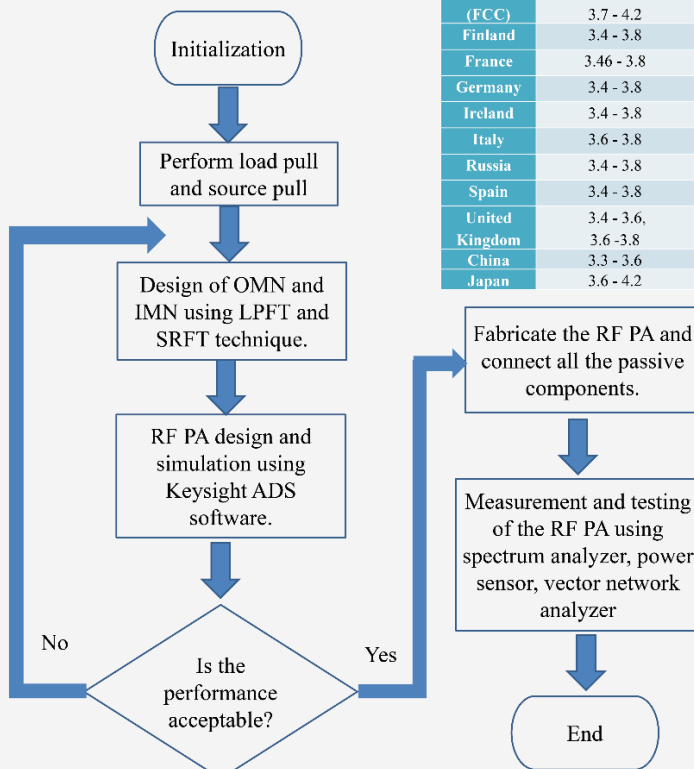 Initialization
Perform load pull
and source pull
Design of OMN and
IMN using LPFT and
SRFT technique.
RF PA design and
simulation using
Keysight ADS
software.
Is the
performance
acceptable?
No
Yes
(FCC) 3.7 - 4.2
Finland 3.4 - 3.8
France 3.46 - 3.8
Germany 3.4 - 3.8
Ireland 3.4 - 3.8
Italy 3.6 - 3.8
Russia 3.4 - 3.8
Spain 3.4 - 3.8
United 3.4 - 3.6,
Kingdom 3.6 -3.8
China 3.3 - 3.6
Japan 3.6 - 4.2
Fabricate the RF PA and
connect all the passive
components.
Measurement and testing
of the RF PA using
spectrum analyzer, power
sensor, vector network
analyzer
End